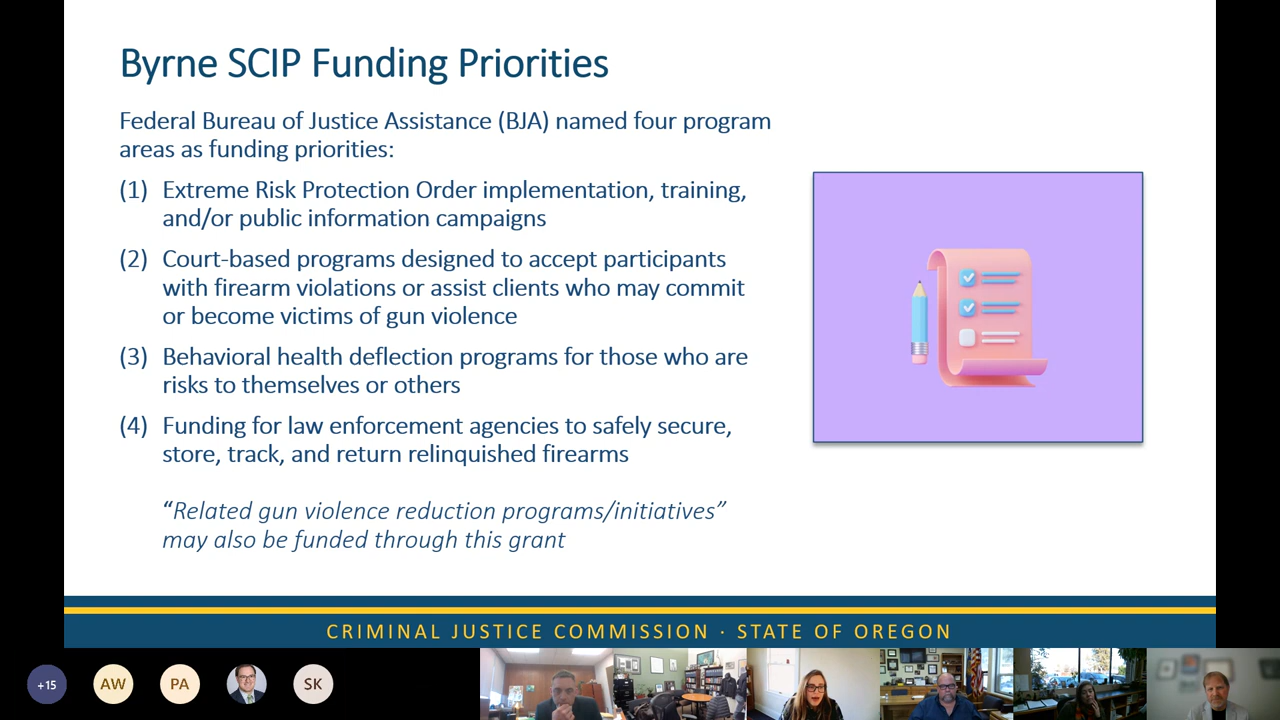 Byrne SCIP Funding Priorities
Federal Bureau of Justice Assistance (BJA) named four program
areas as funding priorities:
(1) Extreme Risk Protection Order implementation, training,
and/or public information campaigns
(2) Court-based programs designed to accept participants
with firearm violations or assist clients who may commit
or become victims of gun violence
(3) Behavioral health deflection programs for those who are
risks to themselves or others
(4) Funding for law enforcement agencies to safely secure,
store, track, and return relinquished firearms
“Related gun violence reduction programs/initiatives”
may also be funded through this grant
CRIMINAL JUSTICE COMMISSION · STATE OF OREGON
+15 AW PA SK